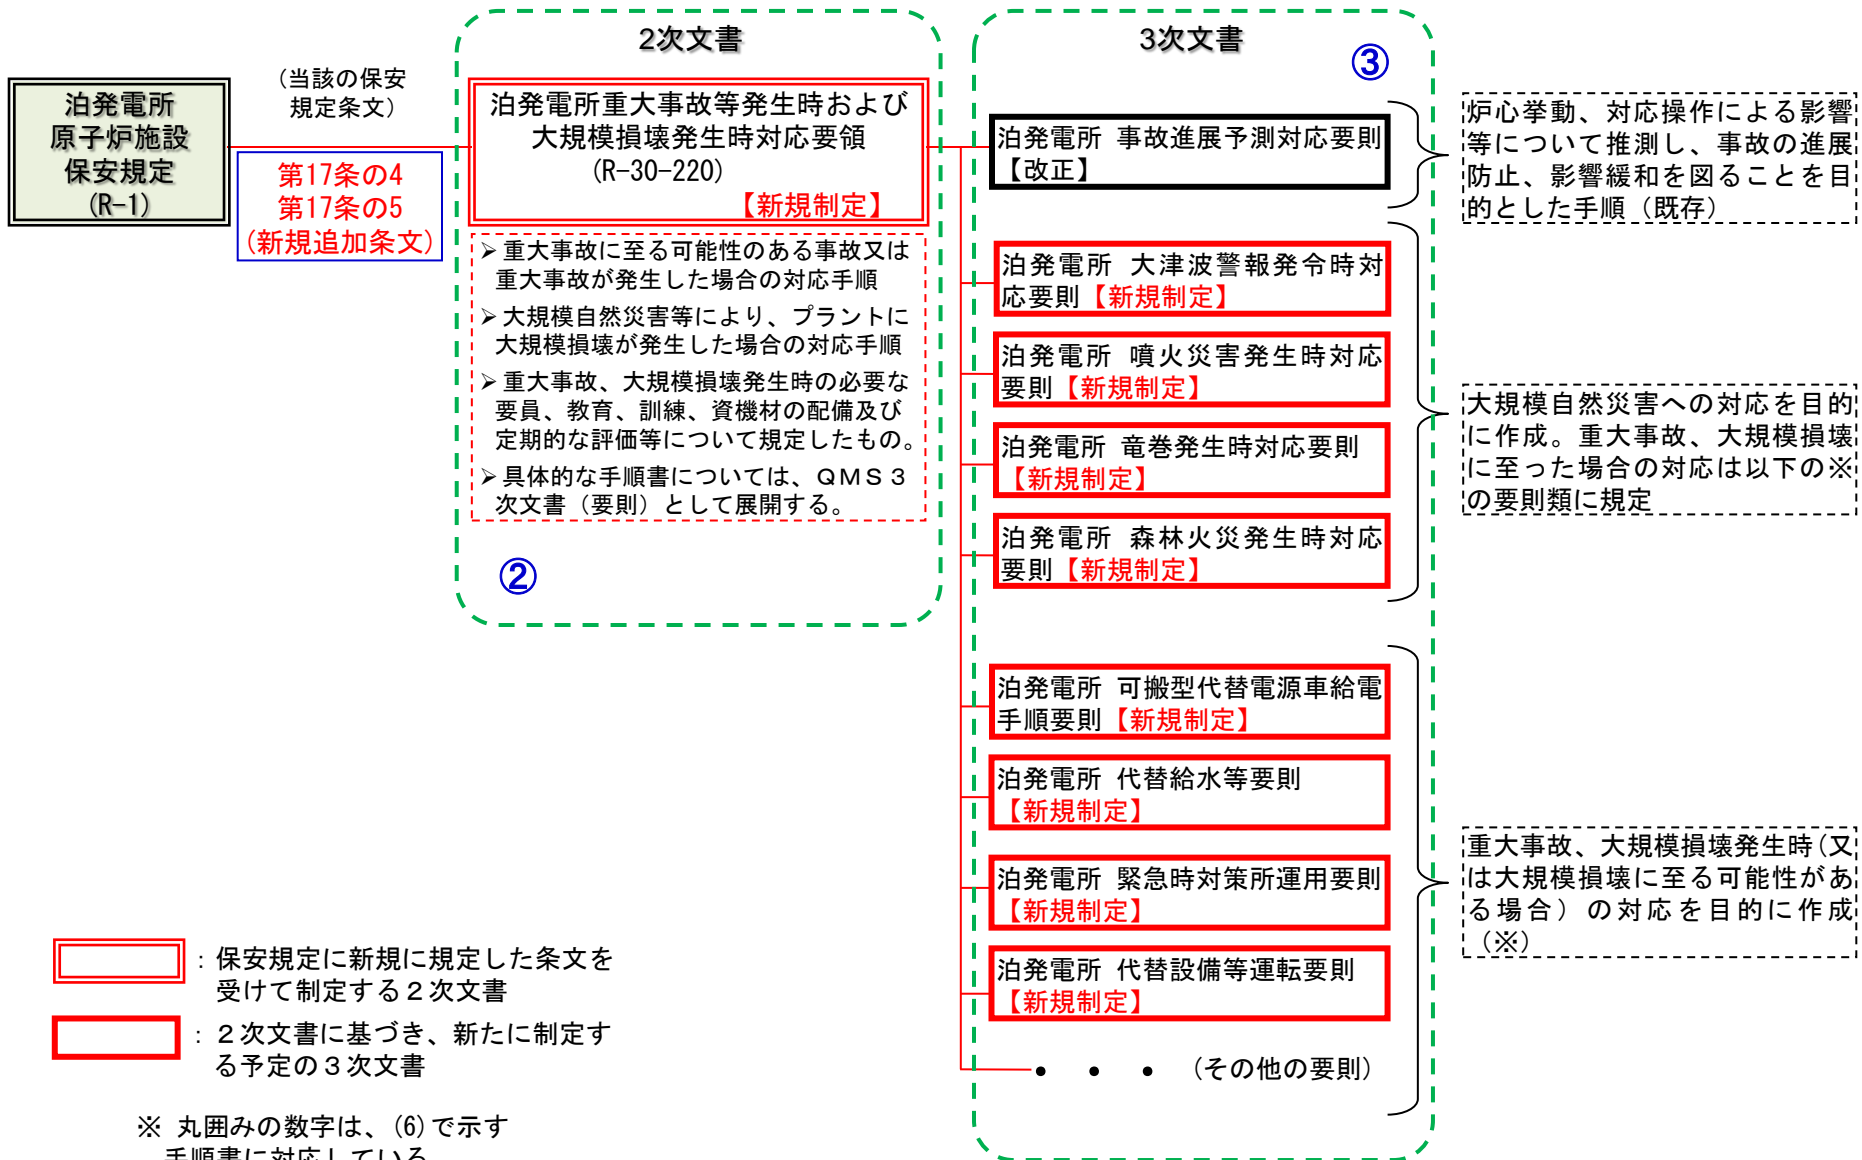 2次文書
3次文書
③
泊発電所
原子炉施設
保安規定
(R-1)
(当該の保安
規定条文)
第17条の4
第17条の5
(新規追加条文)
泊発電所重大事故等発生時および
大規模損壊発生時対応要領
(R-30-220)
【新規制定】
➢重大事故に至る可能性のある事故又は
重大事故が発生した場合の対応手順
➢大規模自然災害等により、プラントに
大規模損壊が発生した場合の対応手順
➢重大事故、大規模損壊発生時の必要な
要員、教育、訓練、資機材の配備及び
定期的な評価等について規定したもの。
➢具体的な手順書については、ＱＭＳ３
次文書（要則）として展開する。
②
泊発電所 事故進展予測対応要則
【改正】
泊発電所 大津波警報発令時対
応要則【新規制定】
泊発電所 噴火災害発生時対応
要則【新規制定】
泊発電所 竜巻発生時対応要則
【新規制定】
泊発電所 森林火災発生時対応
要則【新規制定】
泊発電所 可搬型代替電源車給電
手順要則【新規制定】
泊発電所 代替給水等要則
【新規制定】
泊発電所 緊急時対策所運用要則
【新規制定】
泊発電所 代替設備等運転要則
【新規制定】
・ ・ ・ (その他の要則)
炉心挙動、対応操作による影響
等について推測し、事故の進展
防止、影響緩和を図ることを目
的とした手順（既存）
大規模自然災害への対応を目的
に作成。重大事故、大規模損壊
に至った場合の対応は以下の※
の要則類に規定
重大事故、大規模損壊発生時(又
は大規模損壊に至る可能性があ
る場合）の対応を目的に作成
（※）
：保安規定に新規に規定した条文を
受けて制定する２次文書
：２次文書に基づき、新たに制定す
る予定の３次文書
※ 丸囲みの数字は、(6)で示す
手順書に対応している